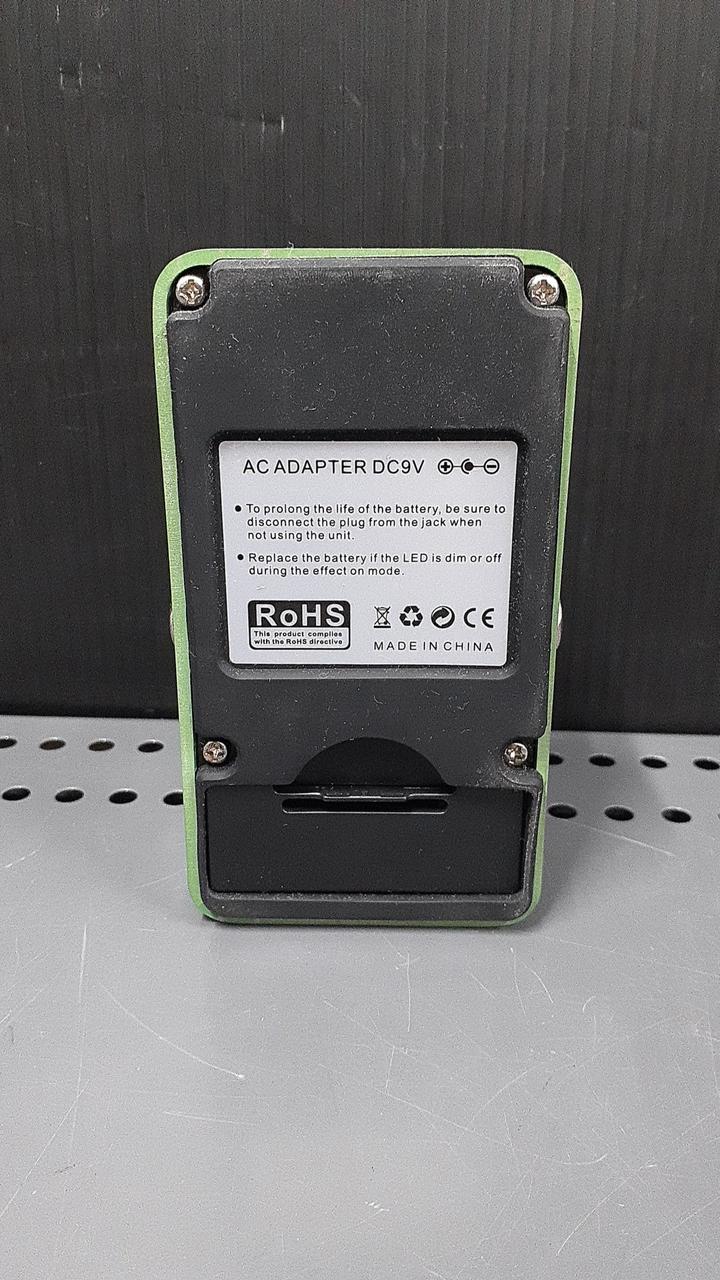 AC ADAPTER DC9V
• To prolong the life of the battery, be sure to
disconnect the plug from the jack when
not using the unit.
• Replace the battery if the LED is dim or off
during the effect on mode.
RoHS
This product complies
with the RoHS directive
CE
MADE IN CHINA